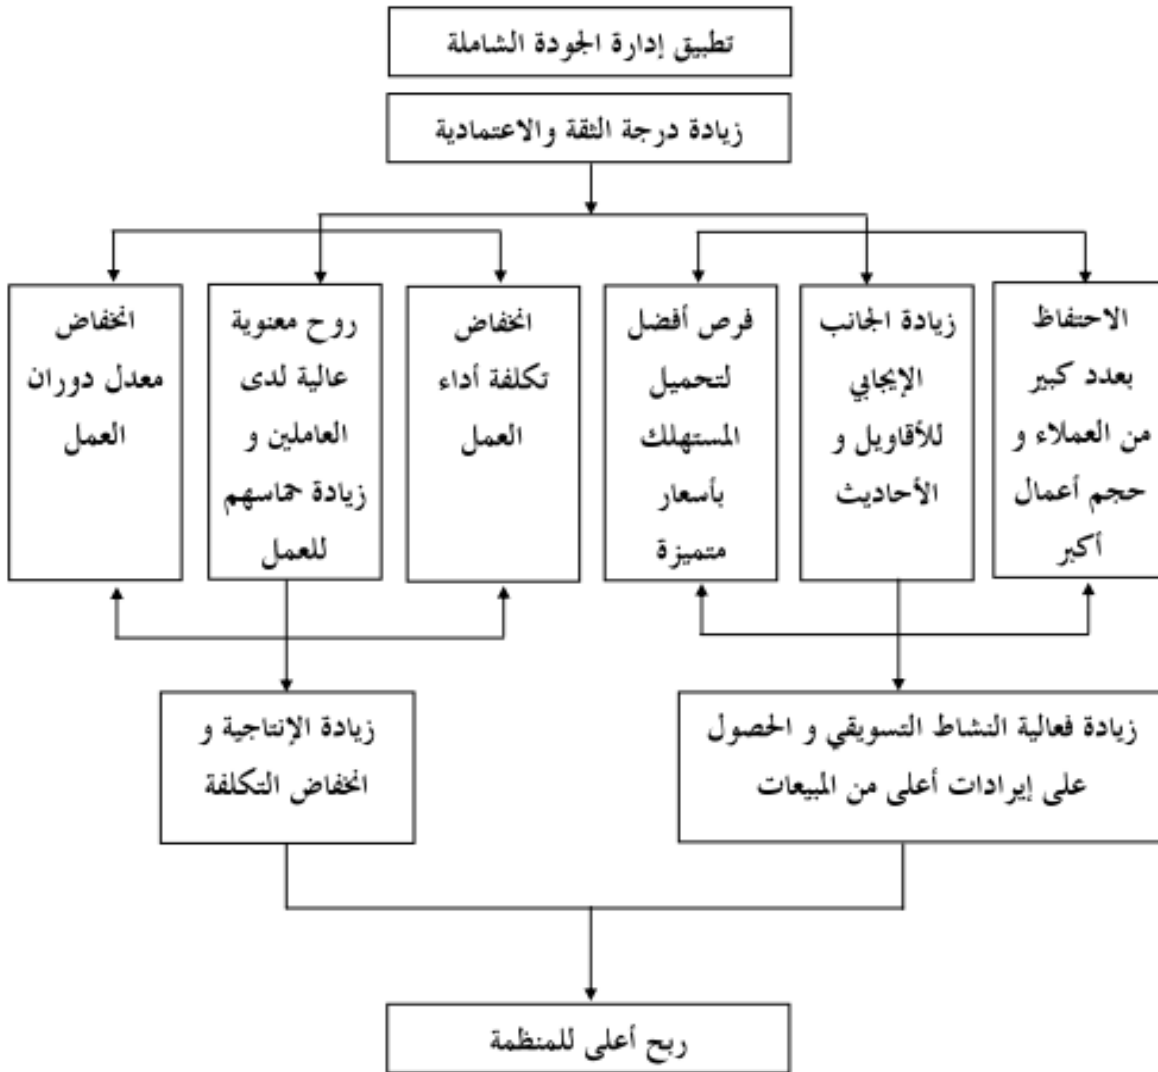 تطبيق إدارة الجودة الشاملة
زيادة درجة الثقة والاعتمادية
الاحتفاظ
بعدد كبير
من العملاء و
حجم أعمال
أكبر
زيادة الجانب
الإيجابي
للأقاويل و
الأحاديث
فرص أفضل
لتحميل
المستهلك
بأسعار
متميزة
انخفاض
تكلفة أداء
العمل
روح معنوية
عالية لدى
العاملين و
زيادة حماسهم
للعمل
انخفاض
معدل دوران
العمل
زيادة فعالية النشاط التسويقي و الحصول
على إيرادات أعلى من المبيعات
زيادة الإنتاجية و
انخفاض التكلفة
ربح أعلى للمنظمة